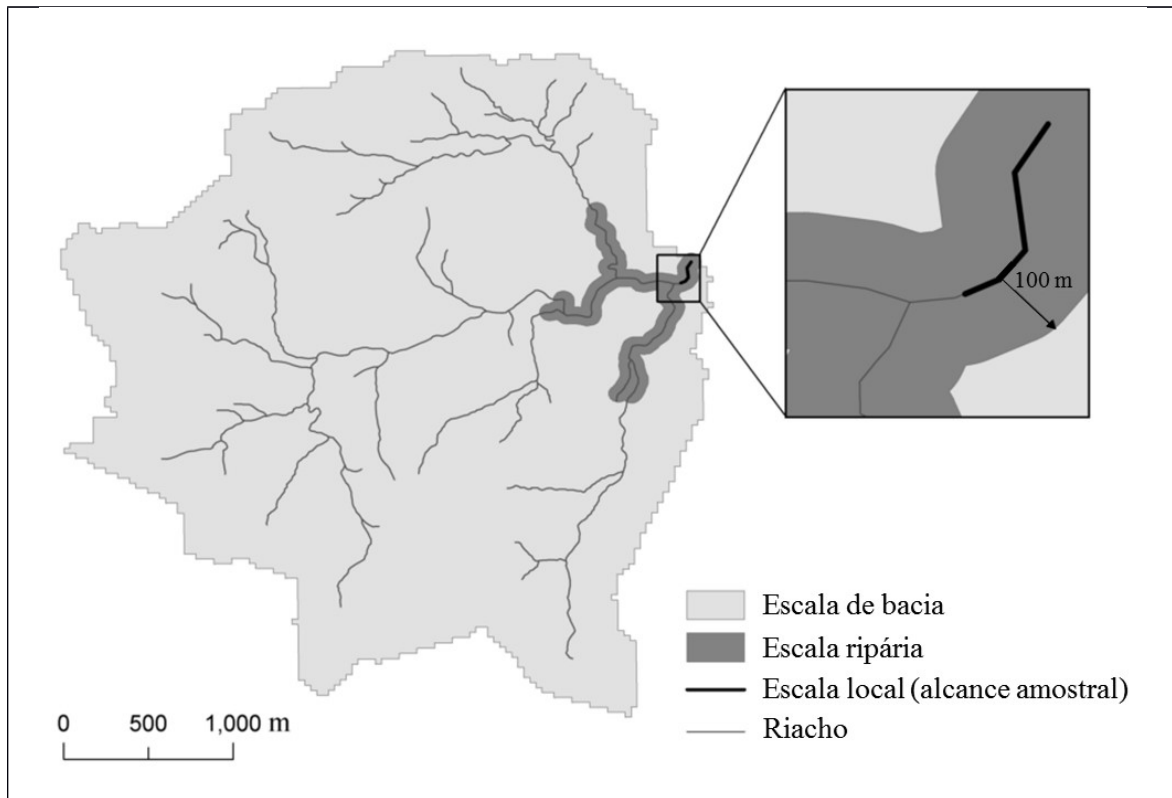 100 m
Escala de bacia
Escala ripária
Escala local (alcance amostral)
Riacho
0 500 1,000 m